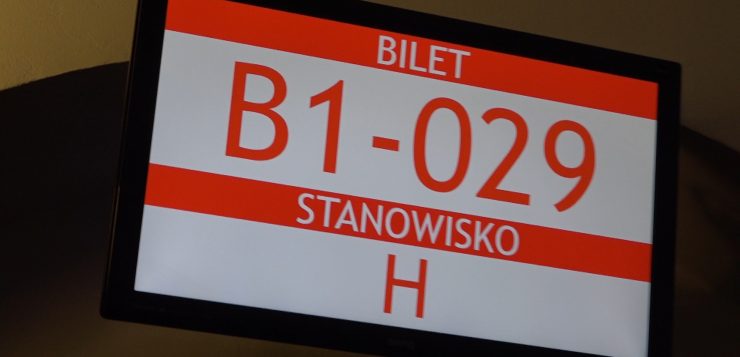 BILET
B1-029
STANOWISKO
H